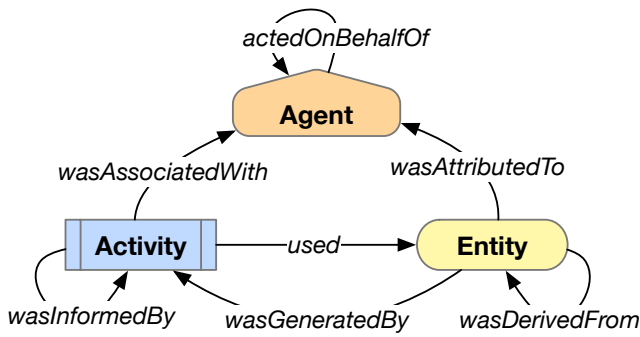 actedOnBehalfOf
Agent
wasAssociatedWith
wasAttributedTo
Activity
used
Entity
wasInformedBy
wasGeneratedBy
wasDerivedFrom